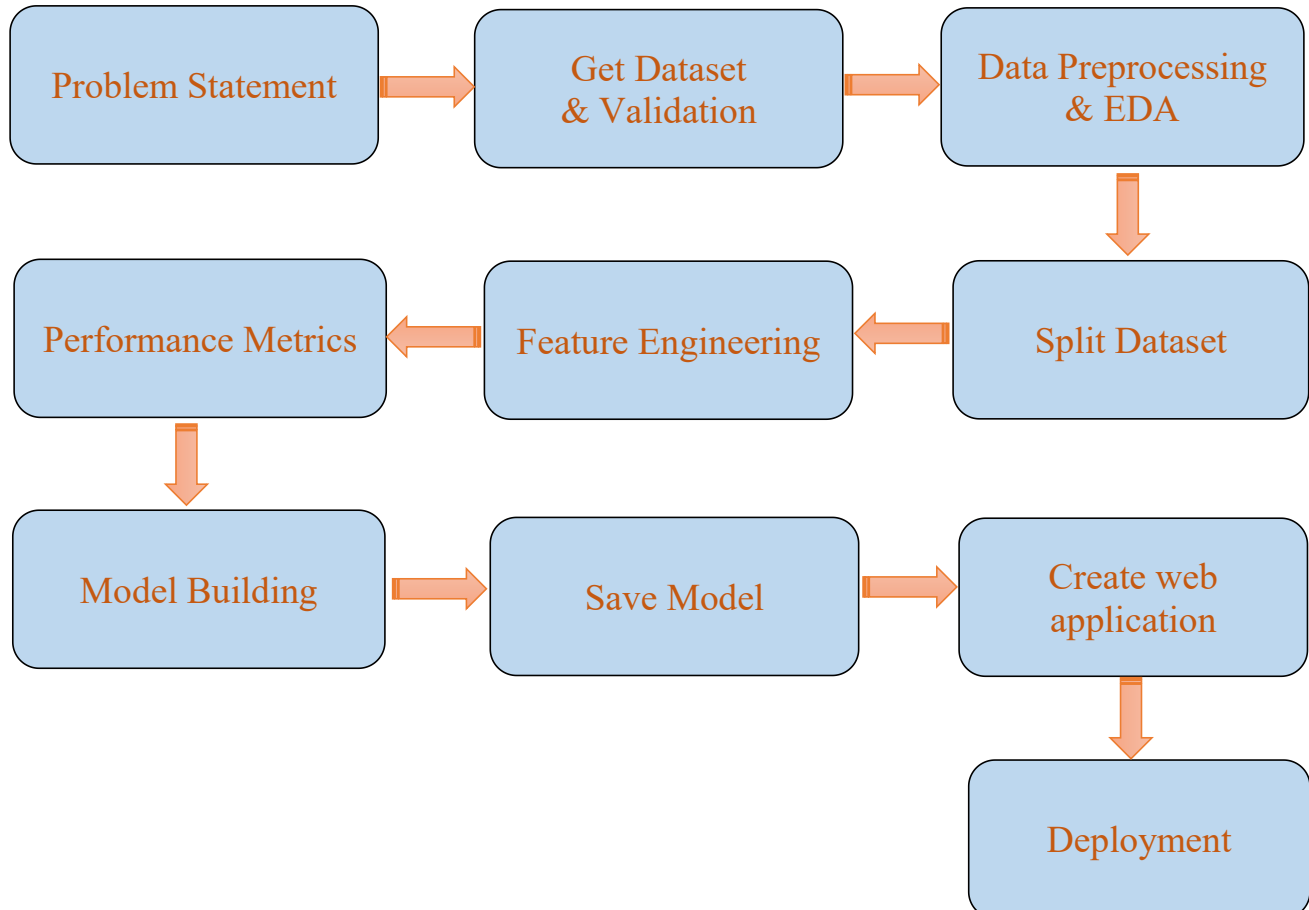 Problem Statement
Get Dataset
& Validation
Data Preprocessing
& EDA
Split Dataset
Feature Engineering
Performance Metrics
Model Building
Save Model
Create web
application
Deployment